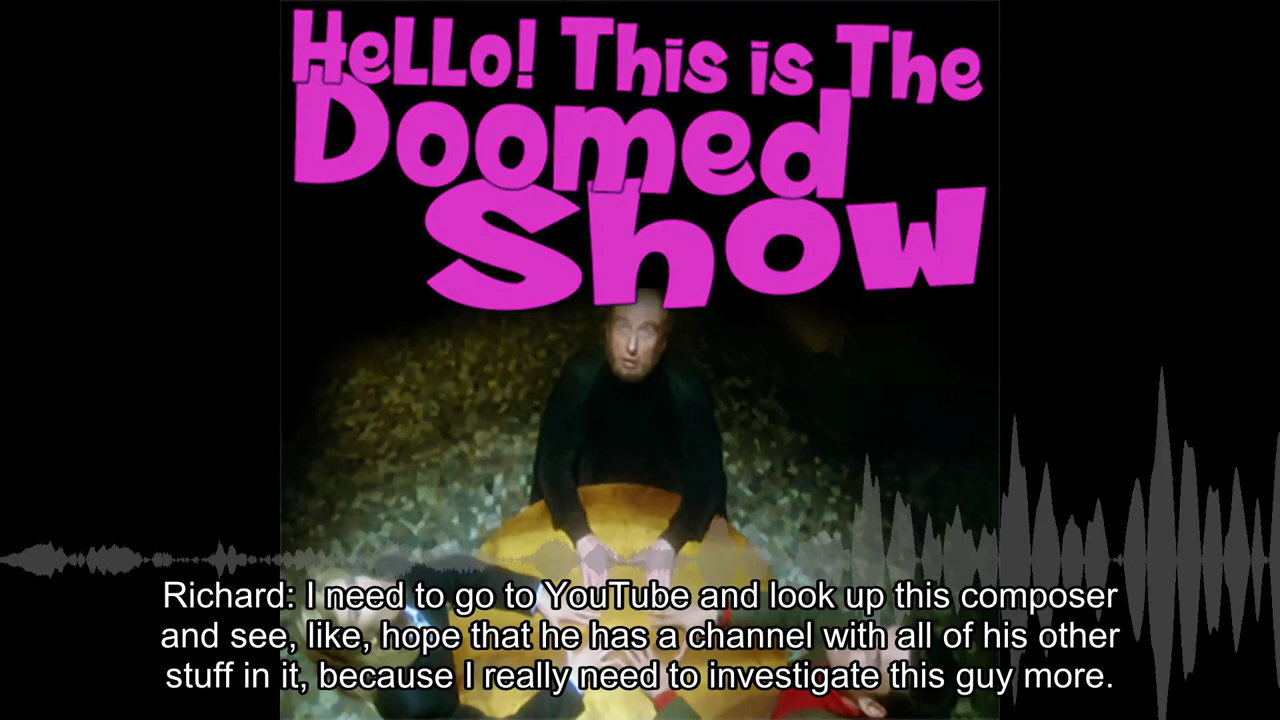 HeLLo! This is The
Doomed
Show
Richard: I need to go to YouTube and look up this composer
and see, like, hope that he has a channel with all of his other
stuff in it, because I really need to investigate this guy more.